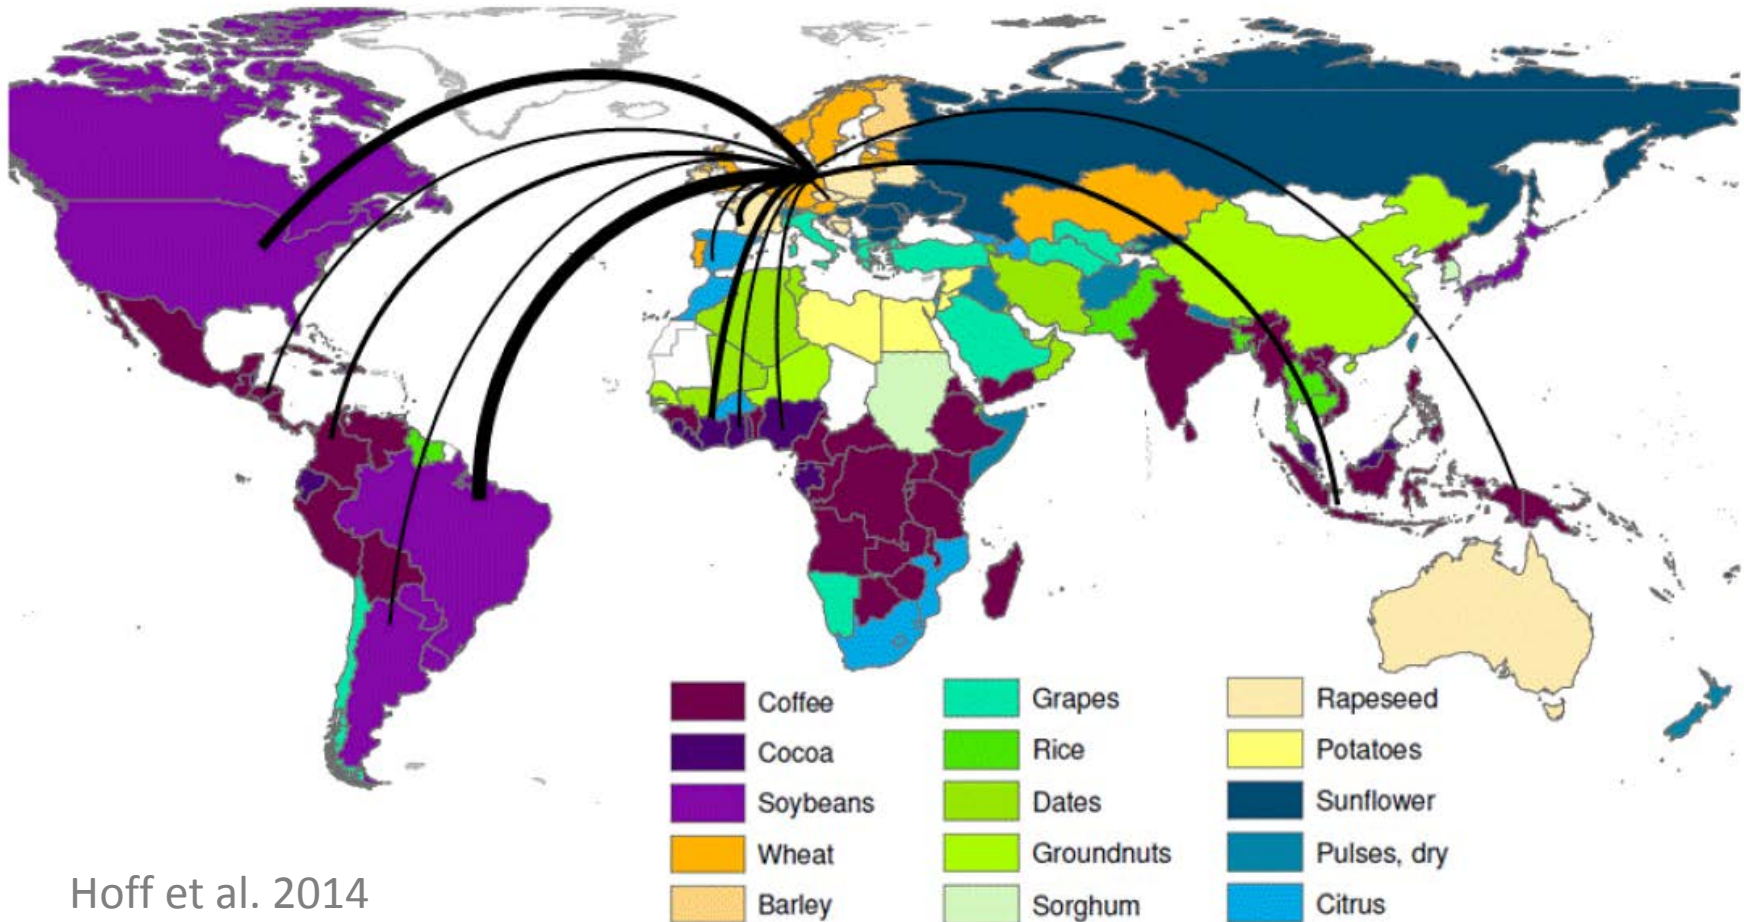 Coffee
Cocoa
Soybeans
Wheat
Barley
Grapes
Rice
Dates
Groundnuts
Sorghum
Rapeseed
Potatoes
Sunflower
Pulses, dry
Citrus
Hoff et al. 2014